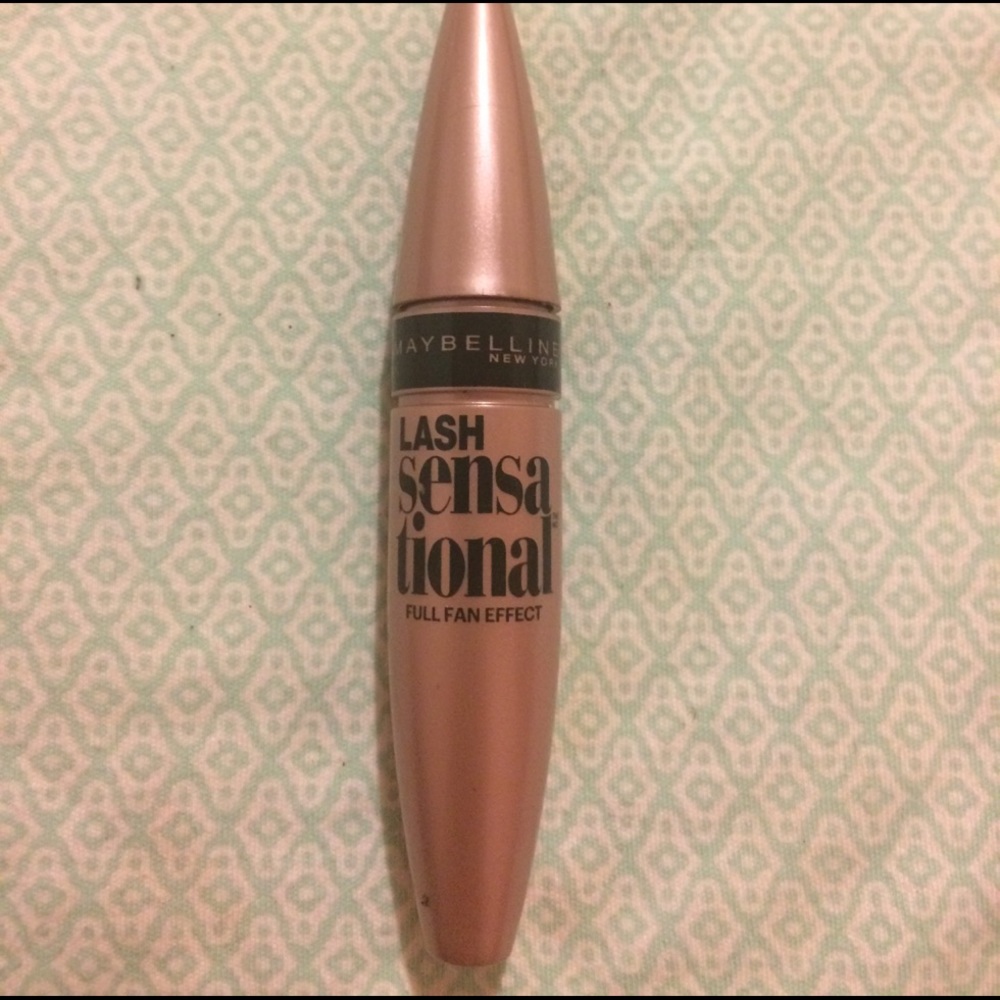 MAYBELLINE
NEW YORK
LASH
sensa
tional
FULL FAN EFFECT